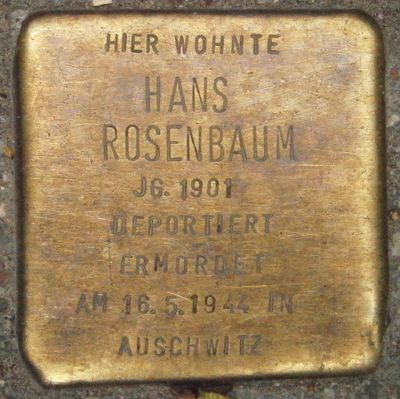 HIER WOHNTE
HANS
ROSENBAUM
JG. 1901
DEPORTIERT
ERMORDET
AM 16.5.1944 IN
AUSCHWITZ